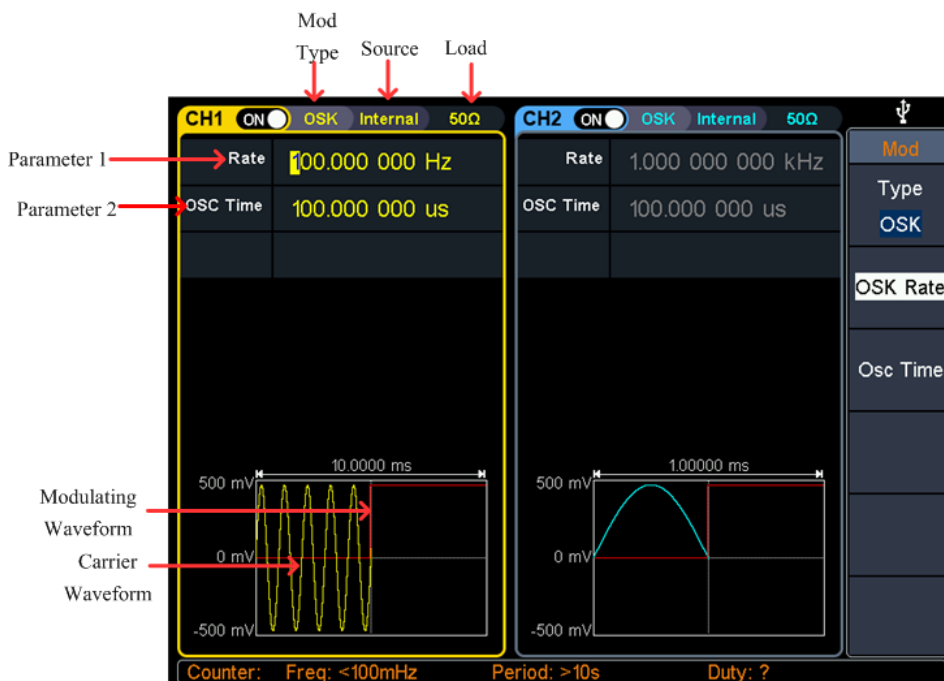 Mod
Type Source Load
CH1 ON OSK Internal 50Ω CH2 ON OSK Internal 50Ω
Mod
Parameter 1 Rate 100.000 000 Hz Rate 1.000 000 000 kHz
Type
Parameter 2 OSC Time 100.000 000 us OSC Time 100.000 000 us
OSK
OSK Rate
Osc Time
10.0000 ms 1.00000 ms
500 mV 500 mV
Modulating
Waveform
0 mV 0 mV
Carrier
Waveform
-500 mV -500 mV
Counter: Freq: <100mHz Period: >10s Duty: ?